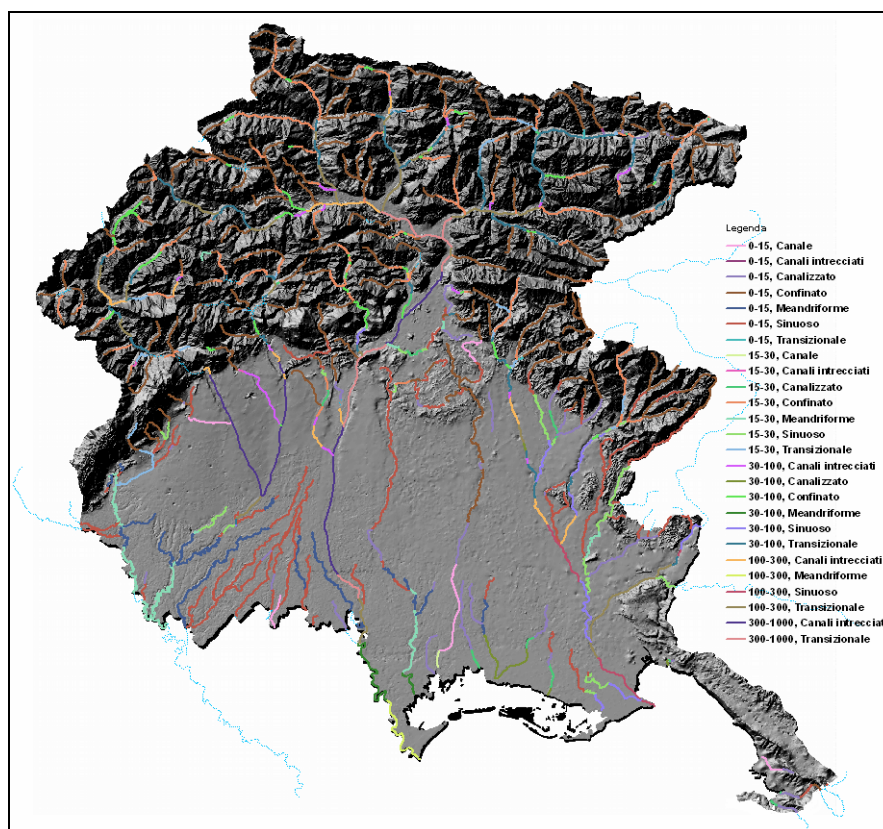 Legenda
0-15, Canale
0-15, Canali intrecciati
0-15, Canalizzato
0-15, Confinato
0-15, Meandriforme
0-15, Sinuoso
0-15, Transizionale
15-30, Canale
15-30, Canali intrecciati
15-30, Canalizzato
15-30, Confinato
15-30, Meandriforme
15-30, Sinuoso
15-30, Transizionale
30-100, Canali intrecciati
30-100, Canalizzato
30-100, Confinato
30-100, Meandriforme
30-100, Sinuoso
30-100, Transizionale
100-300, Canali intrecciati
100-300, Meandriforme
100-300, Sinuoso
100-300, Transizionale
300-1000, Canali intrecciati
300-1000, Transizionale